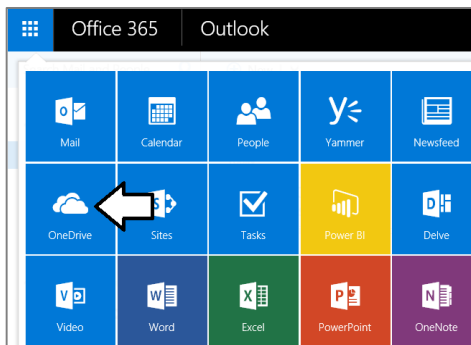 Office 365 Outlook
Mail Calendar People Yammer Newsfeed
OneDrive Sites Tasks Power BI Delve
Video Word Excel PowerPoint OneNote